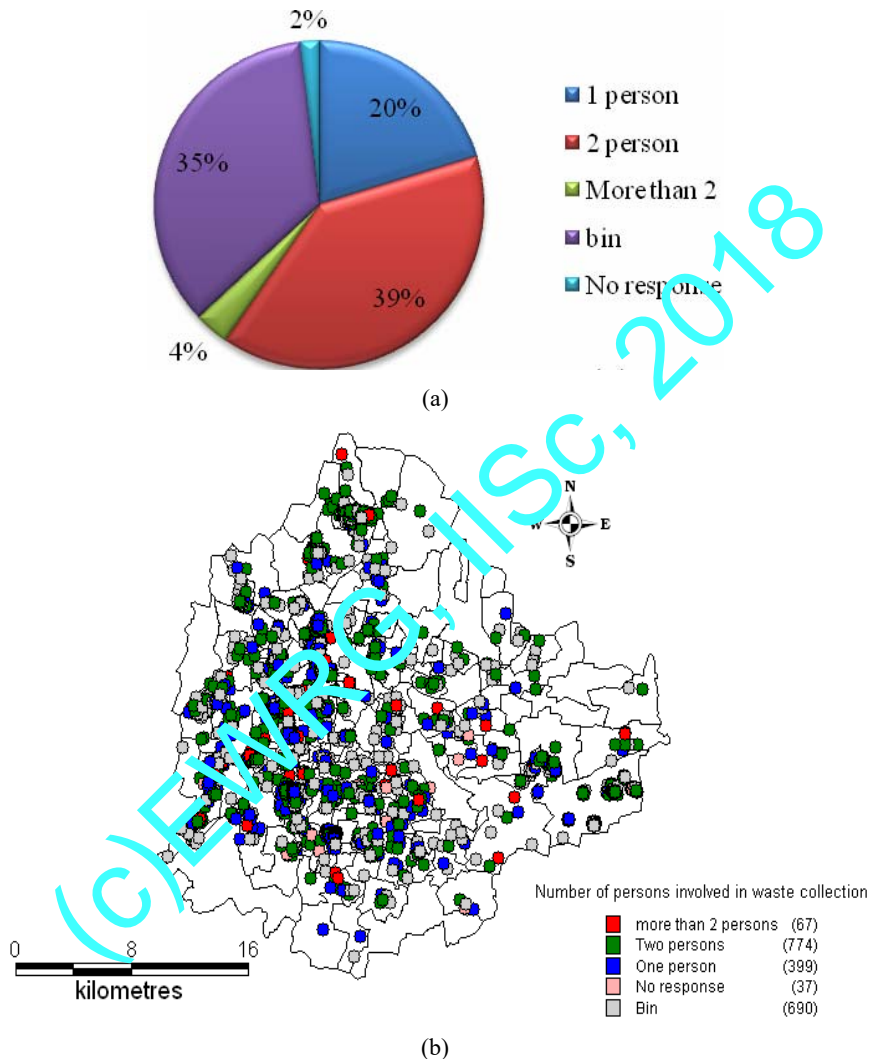 2%
20%
35%
39%
4%
1 person
2 person
More than 2
bin
No response
(a)
N
W E
S
(c)EWRG, IISc, 2018
Number of persons involved in waste collection
more than 2 persons (67)
Two persons (774)
One person (399)
No response (37)
Bin (690)
0 8 16
kilometres
(b)